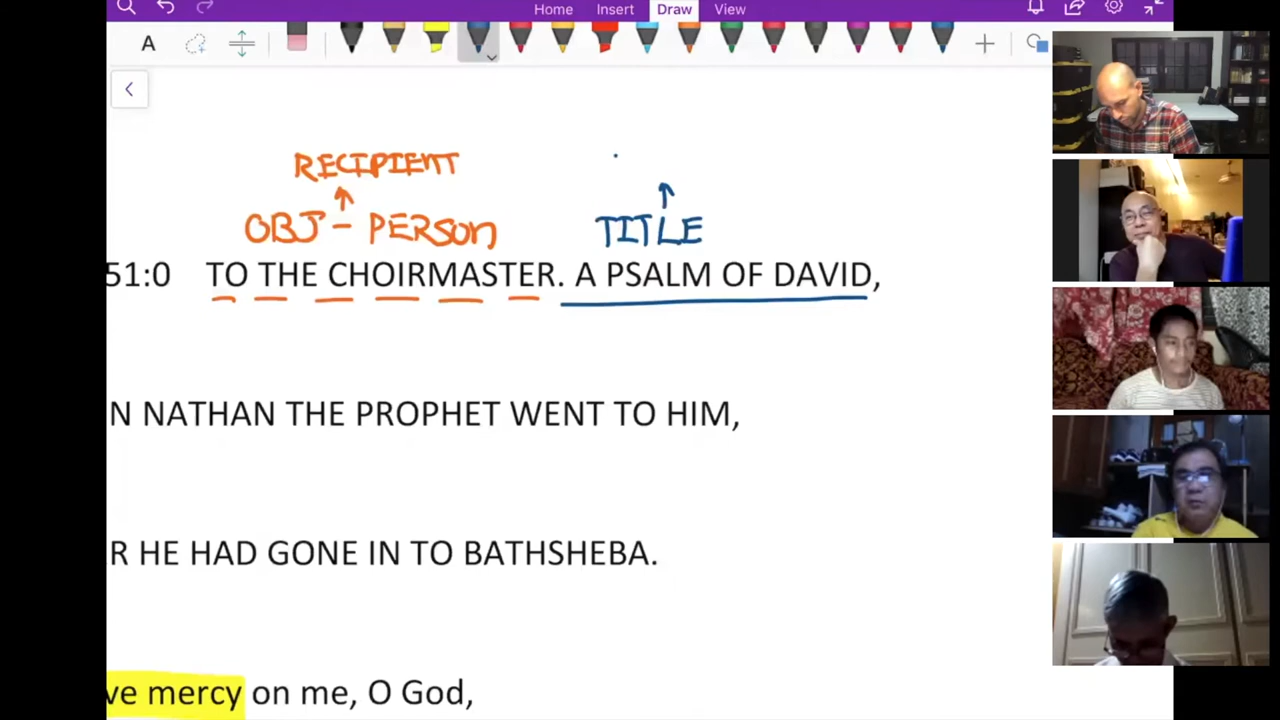 Home Insert Draw View
A
RECIPIENT
OBJ - PERSON TITLE
51:0 TO THE CHOIRMASTER. A PSALM OF DAVID,
N NATHAN THE PROPHET WENT TO HIM,
R HE HAD GONE IN TO BATHSHEBA.
ve mercy on me, O God,